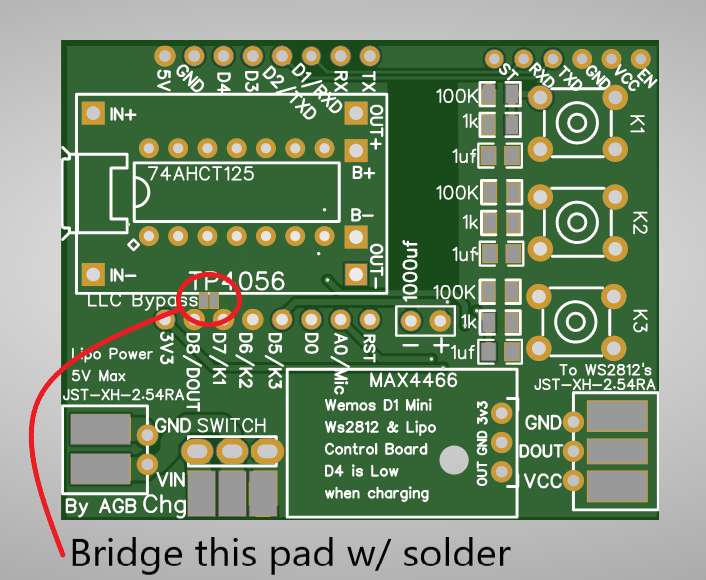 5V GND D4 D3 D2/TXD D1/RXD RX TX
ST RXD TXD GND VCC EN
IN+ OUT+
B+
74AHCT125
B-
IN- OUT-
TP4056
LLC Bypass
100K
1k
1uf
K1
100K
1k
1uf
K2
100K
1k
1uf
K3
1000uf
- +
3V3 D8/DOUT D7/K1 D6/K2 D5/K3 D0 A0/Mic RST
Lipo Power
5V Max
JST-XH-2.54RA
GND
VIN
SWITCH
By AGB
Chg
MAX4466
Wemos D1 Mini
Ws2812 & Lipo
Control Board
D4 is Low
when charging
OUT GND 3v3
To WS2812's
JST-XH-2.54RA
GND
DOUT
VCC
Bridge this pad w/ solder